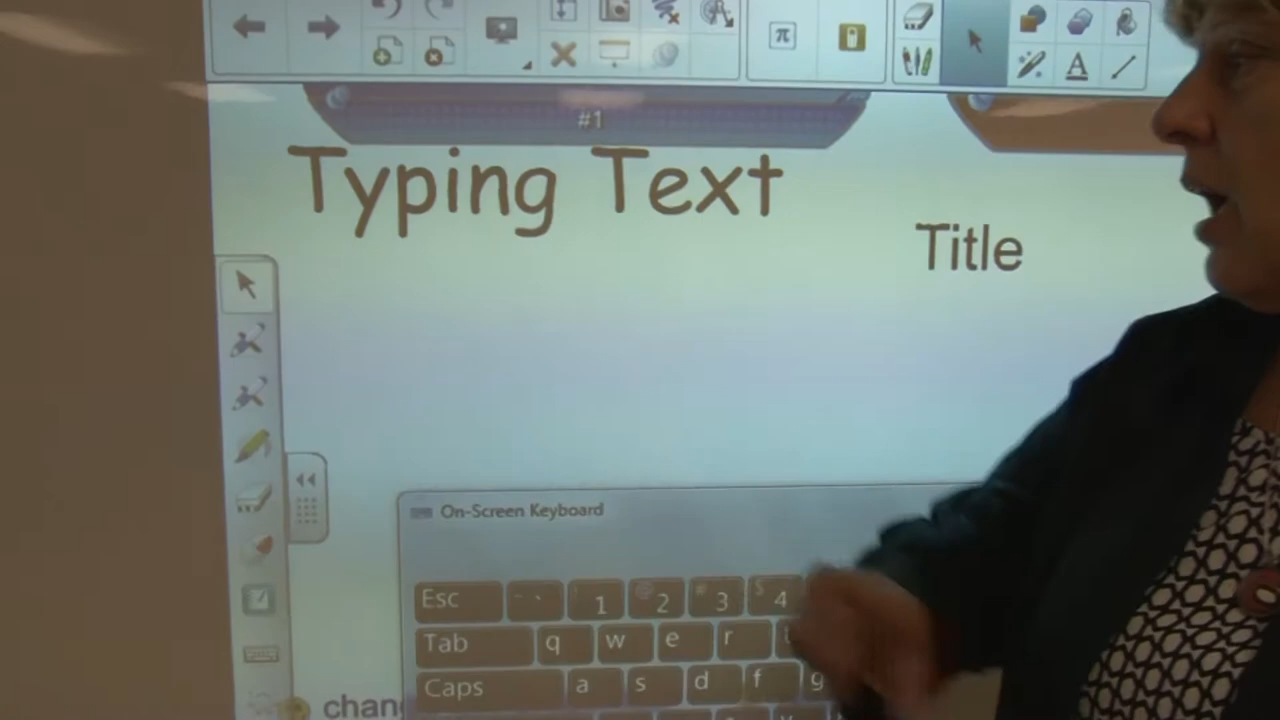 π
A
#1
Typing Text
Title
On-Screen Keyboard
Esc ~ ` ! 1 @ 2 # 3 $ 4
Tab q w e r t
Caps a s d f g